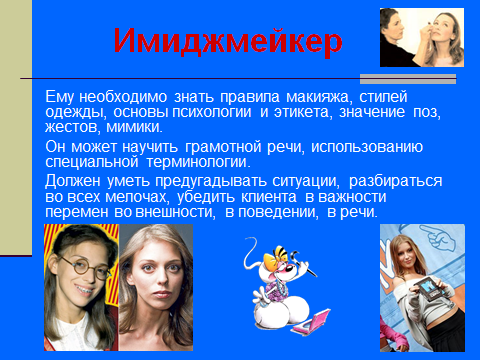 Имиджмейкер
Ему необходимо знать правила макияжа, стилей
одежды, основы психологии и этикета, значение поз,
жестов, мимики.
Он может научить грамотной речи, использованию
специальной терминологии.
Должен уметь предугадывать ситуации, разбираться
во всех мелочах, убедить клиента в важности
перемен во внешности, в поведении, в речи.